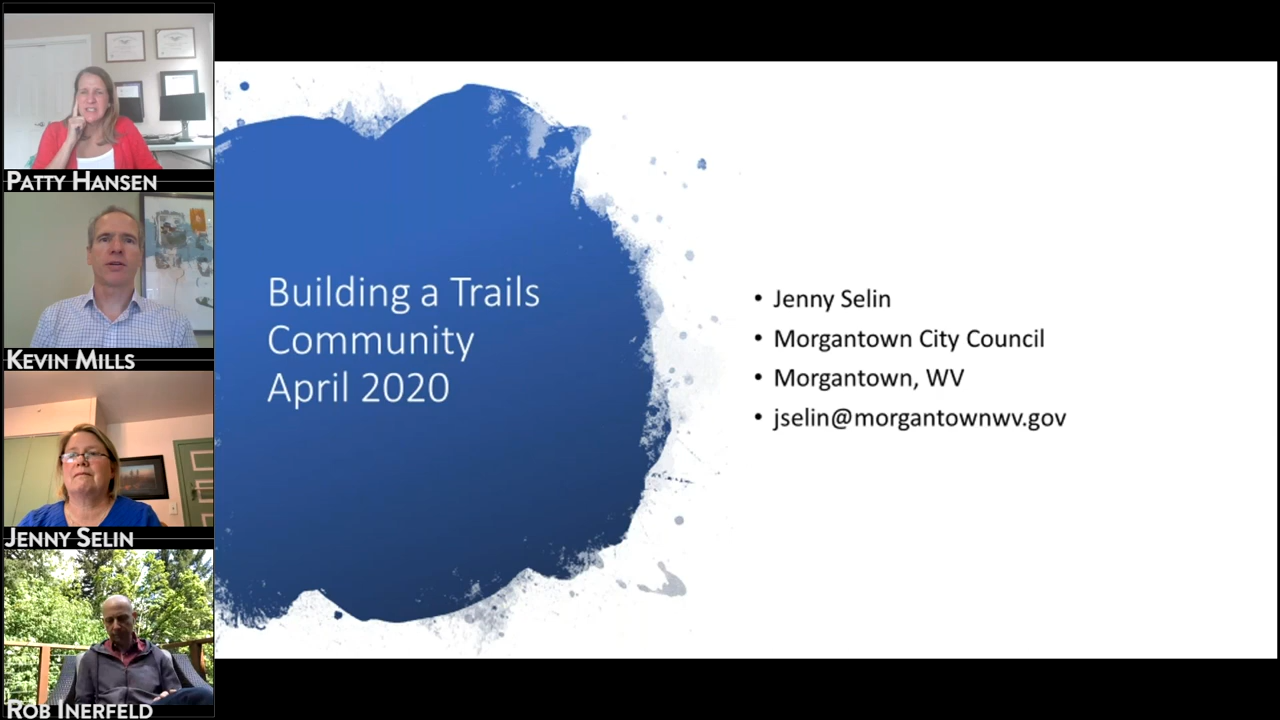 PATTY HANSEN
KEVIN MILLS
JENNY SELIN
ROB INERFELD
Building a Trails
Community
April 2020
• Jenny Selin
• Morgantown City Council
• Morgantown, WV
• jselin@morgantownwv.gov